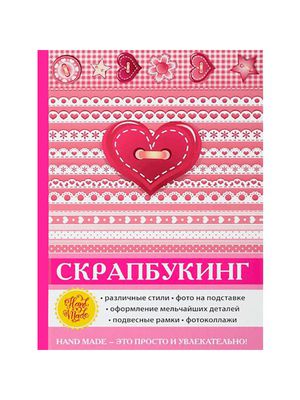 СКРАПБУКИНГ
Hand
Made
• различные стили • фото на подставке
• оформление мельчайших деталей
• подвесные рамки • фотоколлажи
HAND MADE – ЭТО ПРОСТО И УВЛЕКАТЕЛЬНО!